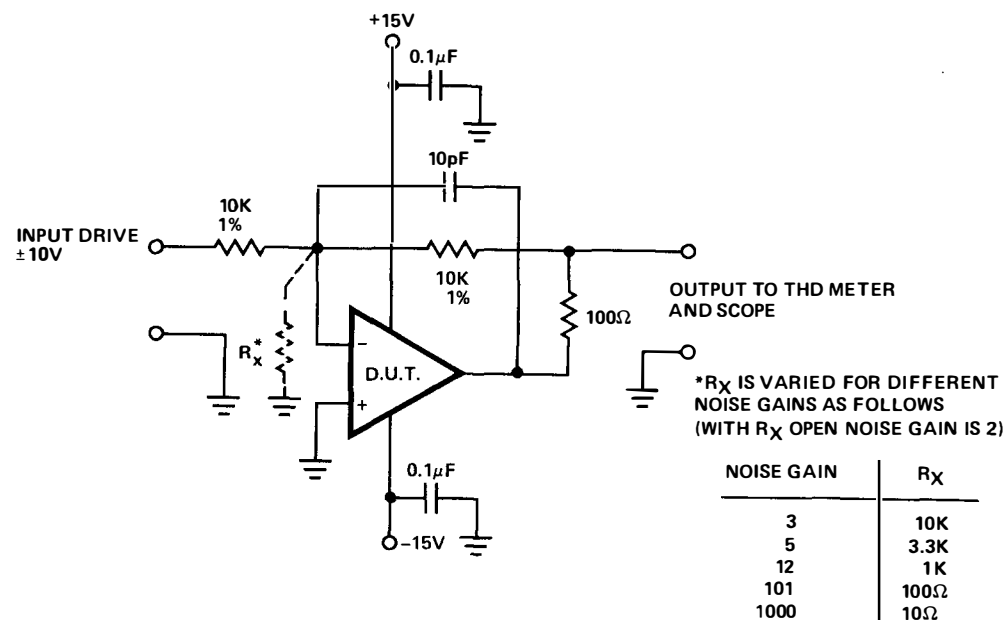 +15V
0.1µF
10pF
10K
1%
INPUT DRIVE
±10V
10K
1%
100Ω
OUTPUT TO THD METER
AND SCOPE
RX*
−
D.U.T.
+
*RX IS VARIED FOR DIFFERENT
NOISE GAINS AS FOLLOWS
(WITH RX OPEN NOISE GAIN IS 2)
0.1µF
−15V
NOISE GAIN RX
3 10K
5 3.3K
12 1K
101 100Ω
1000 10Ω